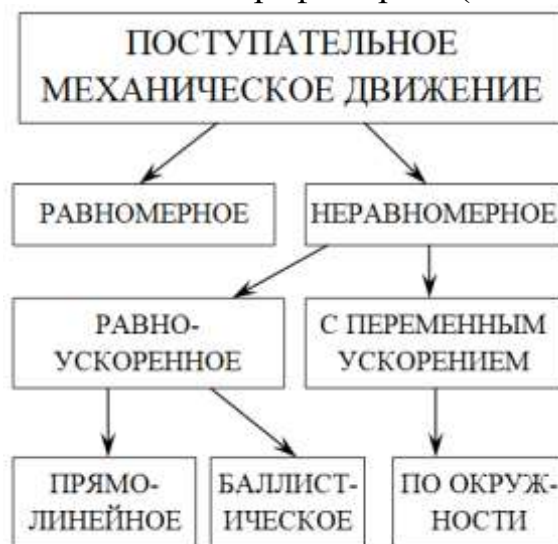 ПОСТУПАТЕЛЬНОЕ
МЕХАНИЧЕСКОЕ ДВИЖЕНИЕ
РАВНОМЕРНОЕ
НЕРАВНОМЕРНОЕ
РАВНО-
УСКОРЕННОЕ
С ПЕРЕМЕННЫМ
УСКОРЕНИЕМ
ПРЯМО-
ЛИНЕЙНОЕ
БАЛЛИСТ-
ИЧЕСКОЕ
ПО ОКРУЖ-
НОСТИ